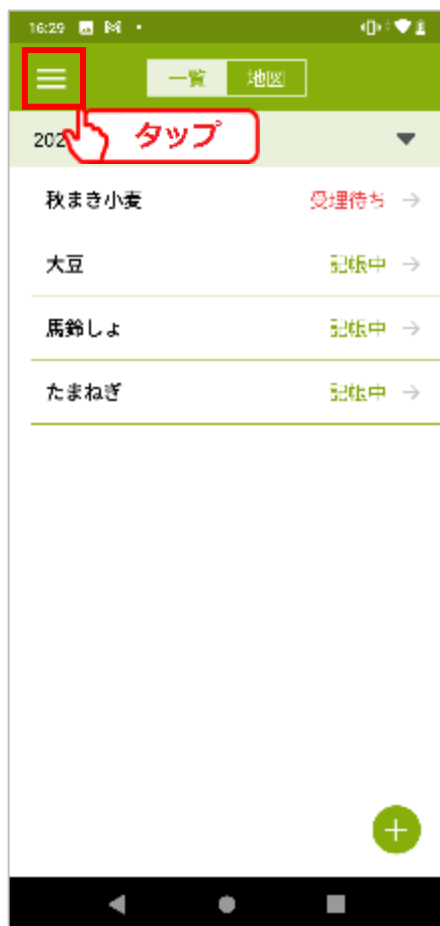 16:29
一覧 地図
202
タップ
秋まき小麦 受理待ち
大豆 記帳中
馬鈴しょ 記帳中
たまねぎ 記帳中